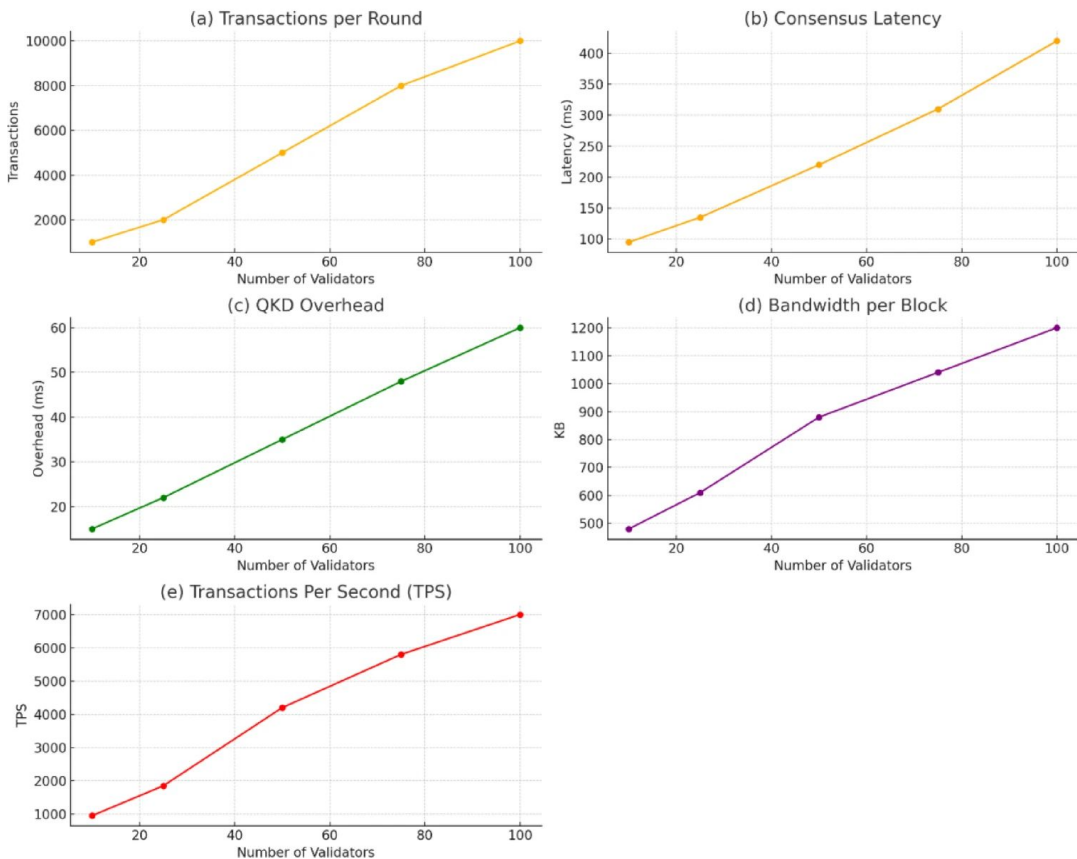 (a) Transactions per Round
10000
8000
6000
4000
2000
Transactions
20 40 60 80 100
Number of Validators
(b) Consensus Latency
400
350
300
250
200
150
100
Latency (ms)
20 40 60 80 100
Number of Validators
(c) QKD Overhead
60
50
40
30
20
Overhead (ms)
20 40 60 80 100
Number of Validators
(d) Bandwidth per Block
1200
1100
1000
900
800
700
600
500
KB
20 40 60 80 100
Number of Validators
(e) Transactions Per Second (TPS)
7000
6000
5000
4000
3000
2000
1000
TPS
20 40 60 80 100
Number of Validators